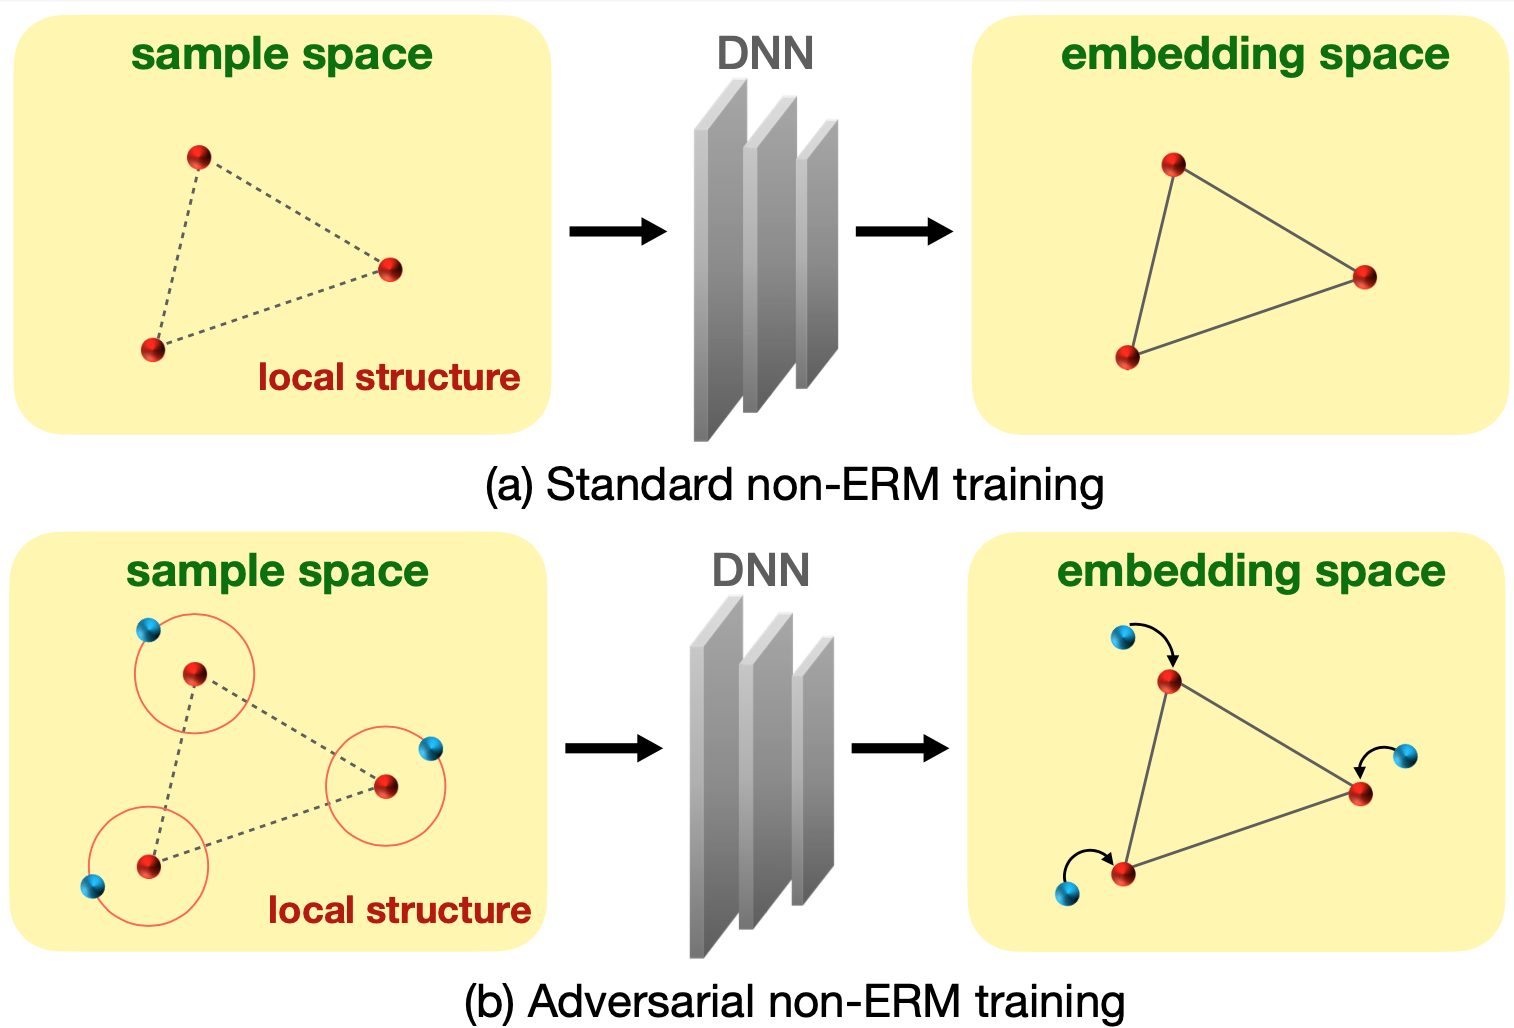 sample space
DNN
embedding space
local structure
(a) Standard non-ERM training
sample space
DNN
embedding space
local structure
(b) Adversarial non-ERM training